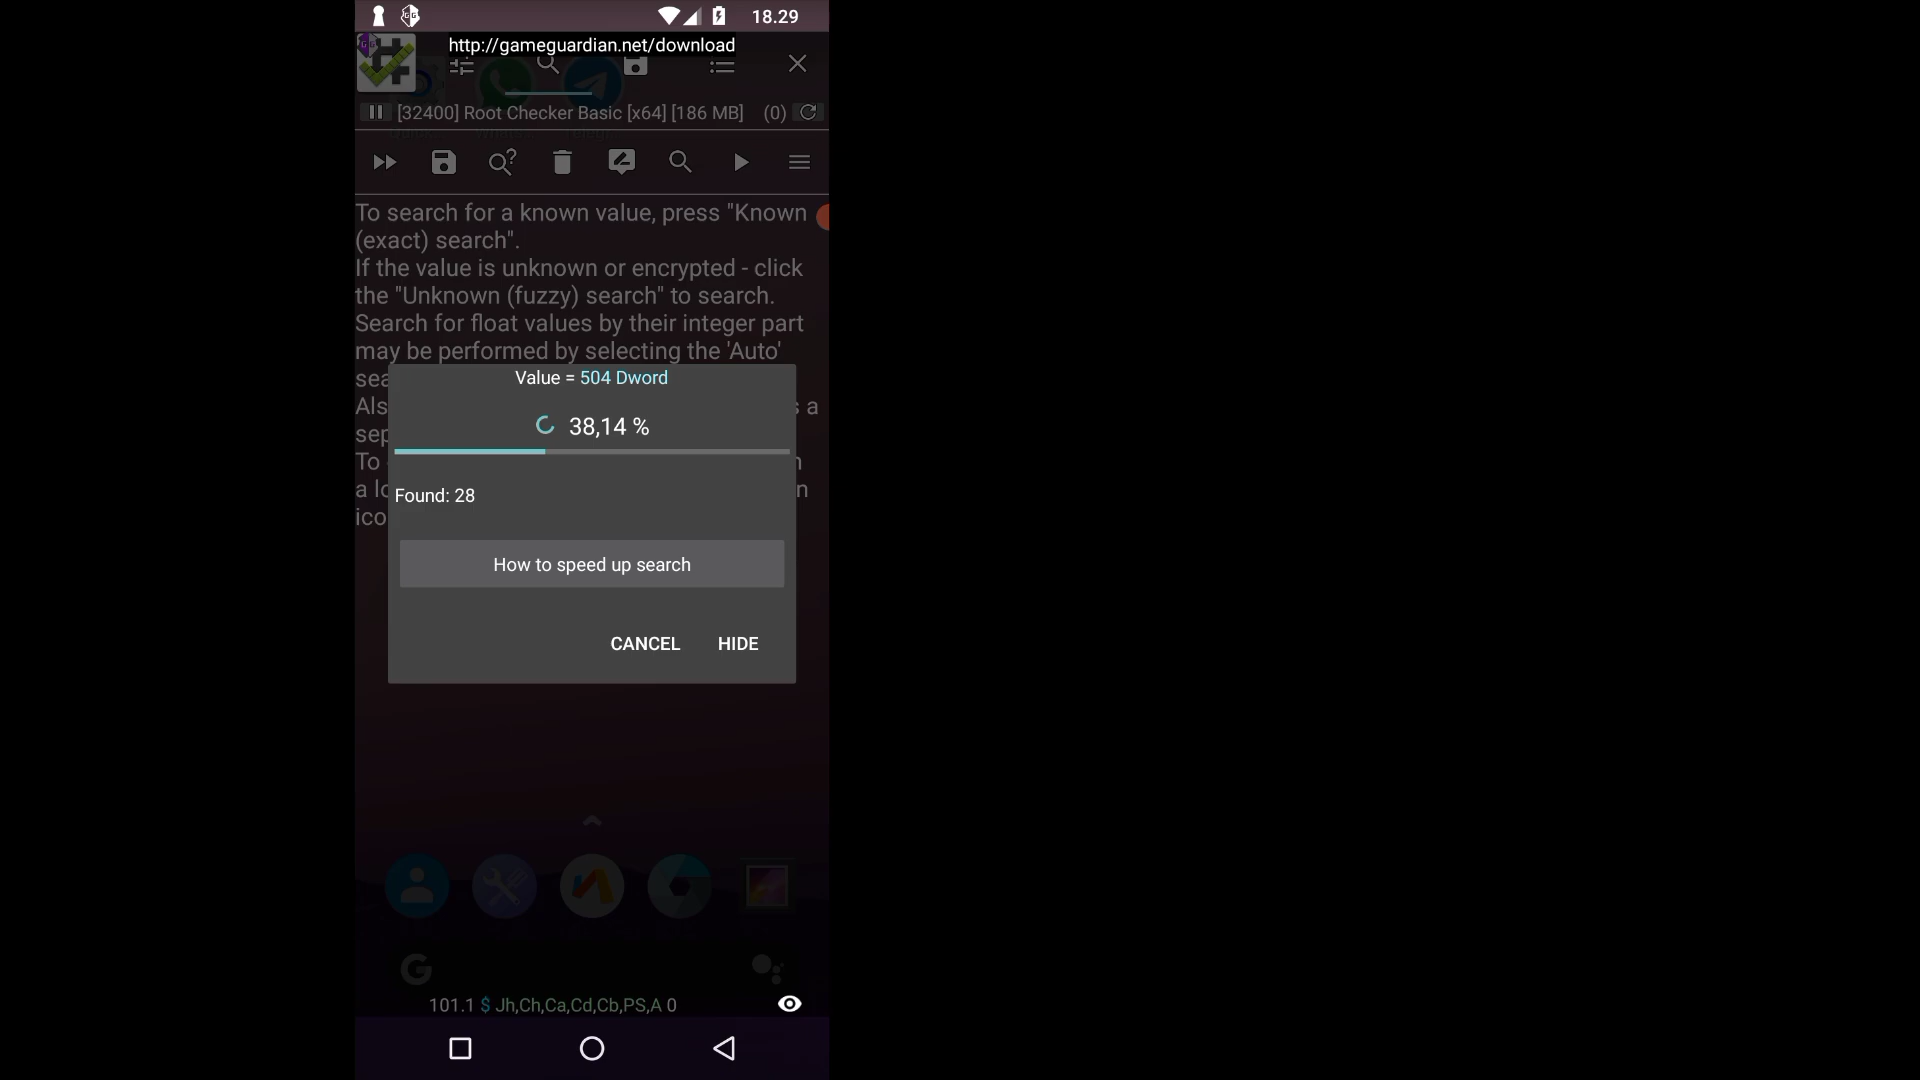 18.29
http://gameguardian.net/download
[32400] Root Checker Basic [x64] [186 MB] (0)
To search for a known value, press "Known
(exact) search".
If the value is unknown or encrypted - click
the "Unknown (fuzzy) search" to search.
Search for float values by their integer part
may be performed by selecting the 'Auto'
Value = 504 Dword
38,14 %
Found: 28
How to speed up search
CANCEL HIDE
101.1 $ Jh,Ch,Ca,Cd,Cb,PS,A 0